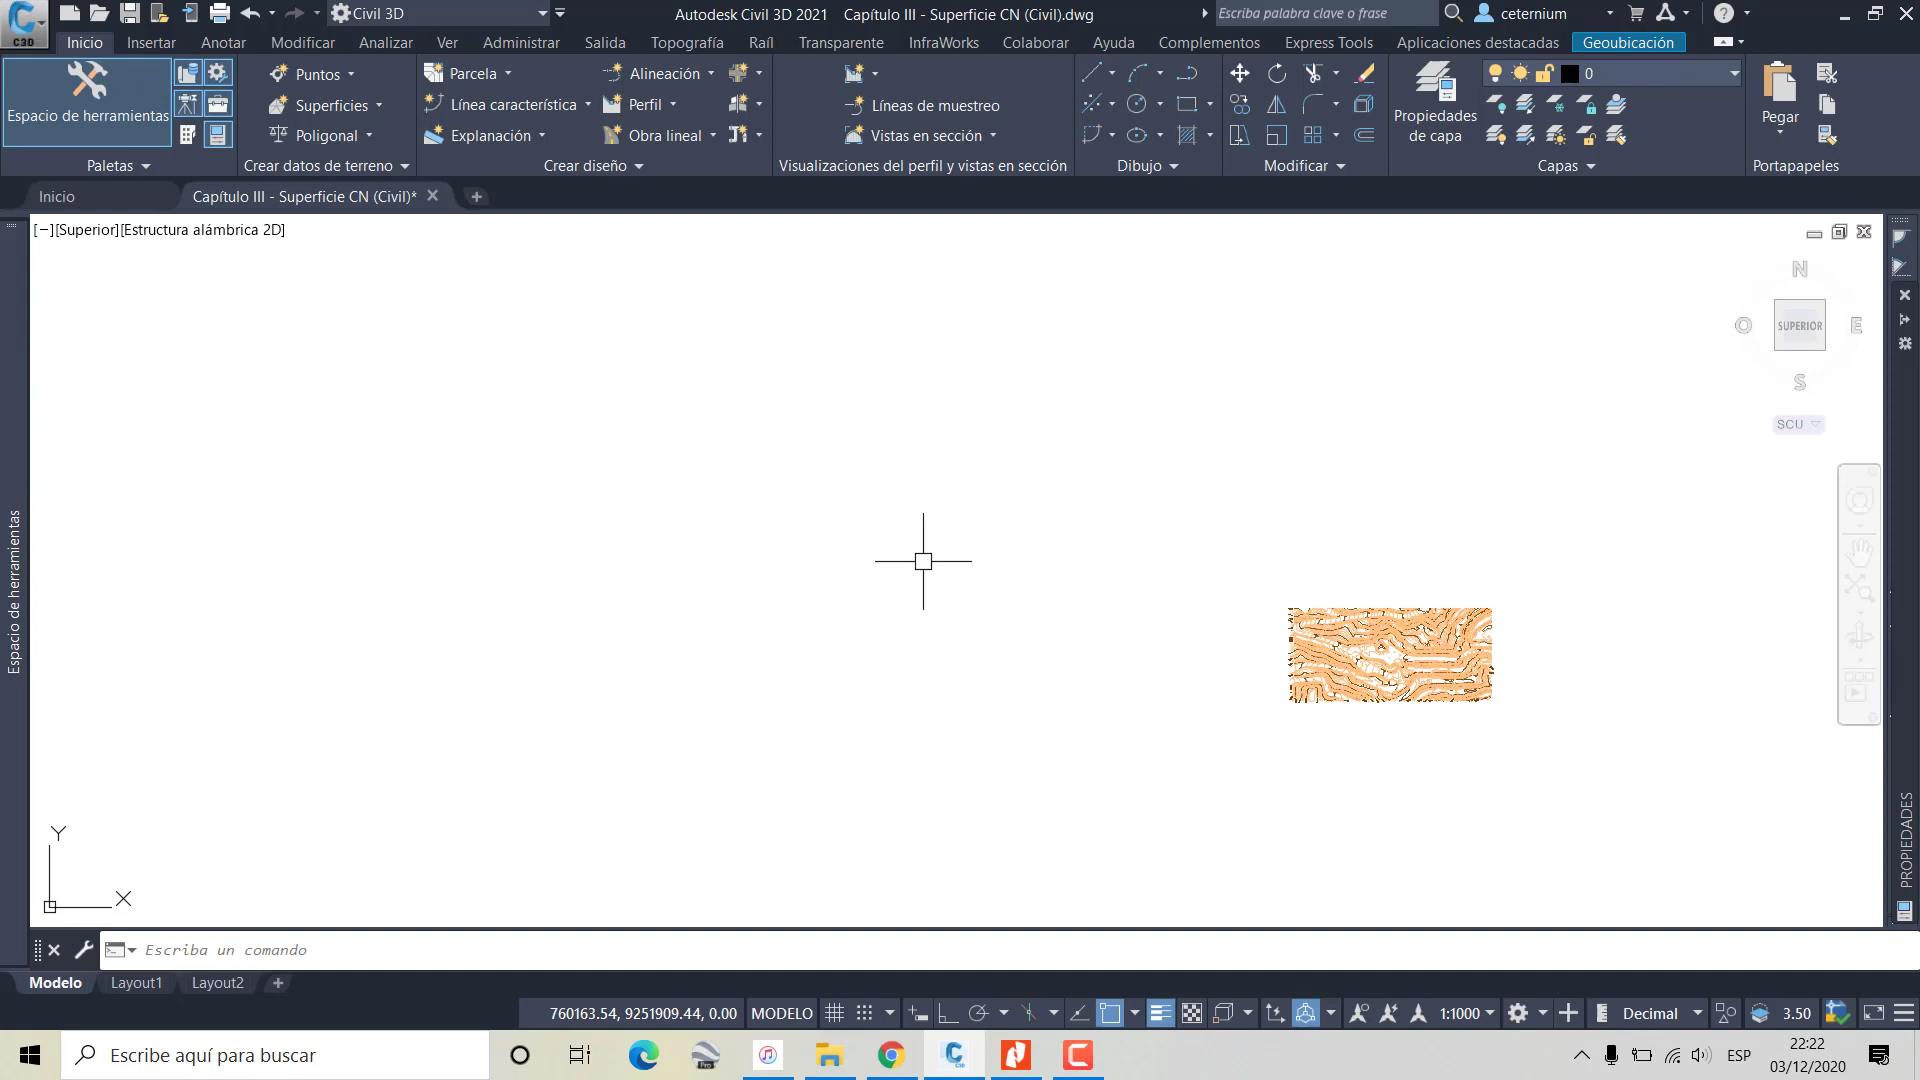 C3D
Civil 3D
Autodesk Civil 3D 2021 Capítulo III - Superficie CN (Civil).dwg
Escriba palabra clave o frase
ceternium
Inicio Insertar Anotar Modificar Analizar Ver Administrar Salida Topografía Raíl Transparente InfraWorks Colaborar Ayuda Complementos Express Tools Aplicaciones destacadas Geoubicación
Espacio de herramientas
Paletas
Puntos
Superficies
Poligonal
Crear datos de terreno
Parcela
Línea característica
Explanación
Alineación
Perfil
Obra lineal
Crear diseño
Líneas de muestreo
Vistas en sección
Visualizaciones del perfil y vistas en sección
Dibujo
Modificar
Propiedades
de capa
0
Capas
Pegar
Portapapeles
Inicio
Capítulo III - Superficie CN (Civil)*
[−][Superior][Estructura alámbrica 2D]
N
O
SUPERIOR
E
S
SCU
Espacio de herramientas
PROPIEDADES
Y
X
Escriba un comando
Modelo Layout1 Layout2
760163.54, 9251909.44, 0.00 MODELO
1:1000
Decimal
3.50
Escribe aquí para buscar
Pro
C3D
ESP
22:22
03/12/2020